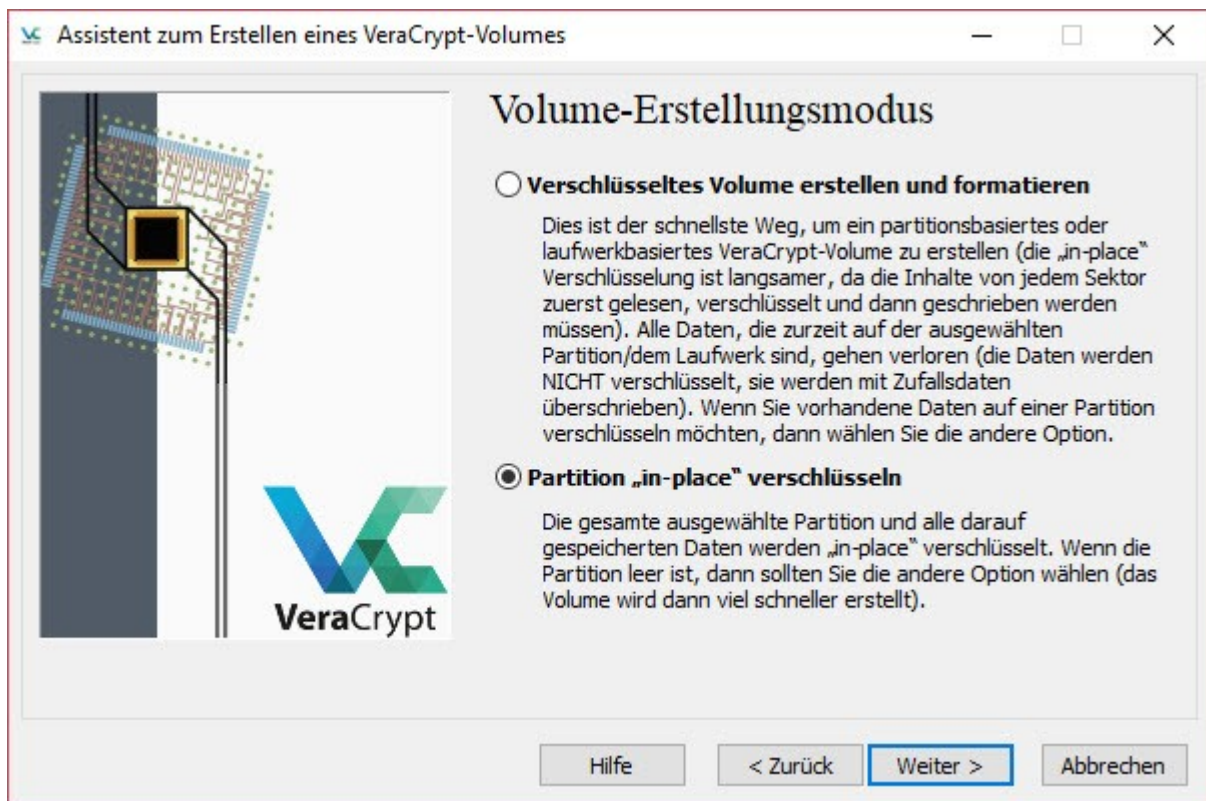 Assistent zum Erstellen eines VeraCrypt-Volumes
Volume-Erstellungsmodus
Verschlüsseltes Volume erstellen und formatieren
Dies ist der schnellste Weg, um ein partitionsbasiertes oder
laufwerkbasiertes VeraCrypt-Volume zu erstellen (die „in-place“
Verschlüsselung ist langsamer, da die Inhalte von jedem Sektor
zuerst gelesen, verschlüsselt und dann geschrieben werden
müssen). Alle Daten, die zurzeit auf der ausgewählten
Partition/dem Laufwerk sind, gehen verloren (die Daten werden
NICHT verschlüsselt, sie werden mit Zufallsdaten
überschrieben). Wenn Sie vorhandene Daten auf einer Partition
verschlüsseln möchten, dann wählen Sie die andere Option.
Partition „in-place“ verschlüsseln
Die gesamte ausgewählte Partition und alle darauf
gespeicherten Daten werden „in-place“ verschlüsselt. Wenn die
Partition leer ist, dann sollten Sie die andere Option wählen (das
Volume wird dann viel schneller erstellt).
VeraCrypt
Hilfe
< Zurück
Weiter >
Abbrechen